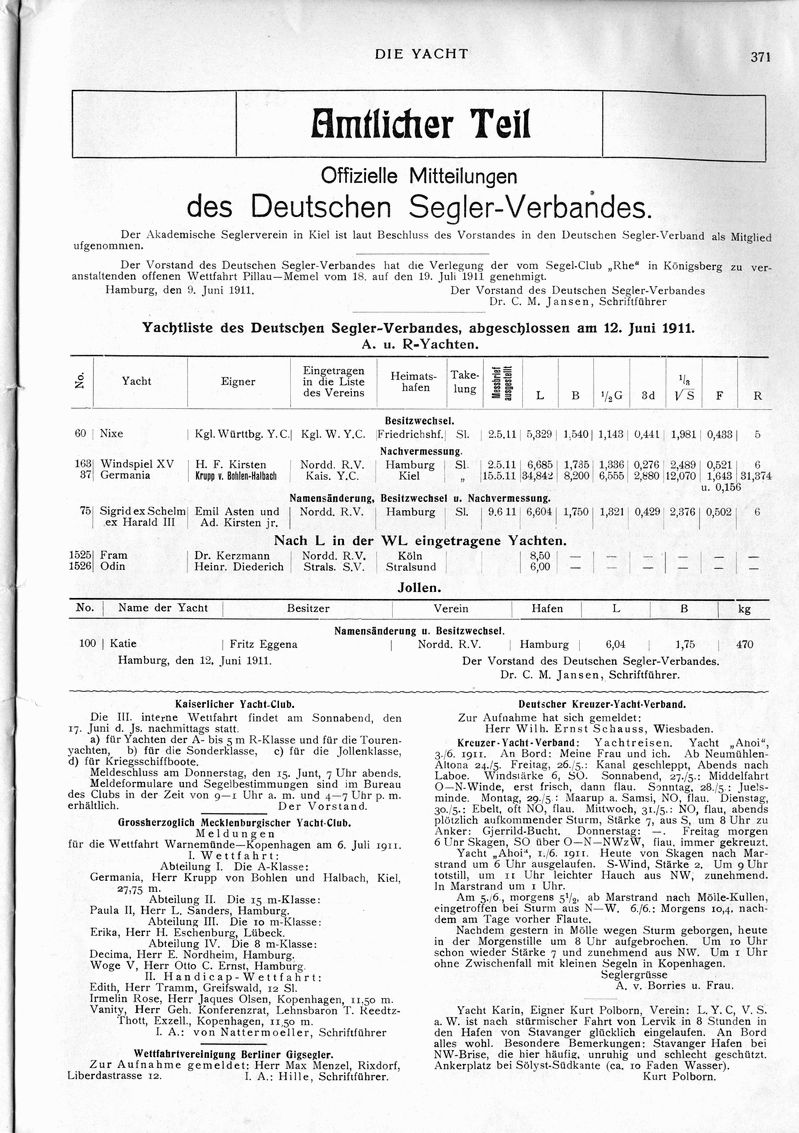 DIE YACHT
371
Amtlicher Teil
Offizielle Mitteilungen
des Deutschen Segler-Verbandes.
Der Akademische Seglerverein in Kiel ist laut Beschluss des Vorstandes in den Deutschen Segler-Verband als Mitglied
ufgenommen.
Der Vorstand des Deutschen Segler-Verbandes hat die Verlegung der vom Segel-Club „Rhe“ in Königsberg zu ver-
anstaltenden offenen Wettfahrt Pillau—Memel vom 18. auf den 19. Juli 1911 genehmigt.
Hamburg, den 9. Juni 1911. Der Vorstand des Deutschen Segler-Verbandes
Dr. C. M. Jansen, Schriftführer
Yachtliste des Deutschen Segler-Verbandes, abgeschlossen am 12. Juni 1911.
A. u. R-Yachten.
No. | Yacht | Eigner | Eingetragen in die Liste des Vereins | Heimats-hafen | Take-lung | Messbrief ausgestellt | L | B | 1/2 G | 3d | 1/3 √S | F | R
Besitzwechsel.
60 | Nixe | Kgl. Württbg. Y.C. | Kgl. W. Y.C. | Friedrichshf. | Sl. | 2.5.11 | 5,329 | 1,540 | 1,143 | 0,441 | 1,981 | 0,433 | 5
Nachvermessung.
163 | Windspiel XV | H. F. Kirsten | Nordd. R.V. | Hamburg | Sl. | 2.5.11 | 6,685 | 1,735 | 1,336 | 0,276 | 2,489 | 0,521 | 6
37 | Germania | Krupp v. Bohlen-Halbach | Kais. Y.C. | Kiel | „ | 15.5.11 | 34,842 | 8,200 | 6,555 | 2,880 | 12,070 | 1,643 | 31,374
u. 0,156
Namensänderung, Besitzwechsel u. Nachvermessung.
75 | Sigrid ex Schelm | Emil Asten und | Nordd. R.V. | Hamburg | Sl. | 9.6 11 | 6,604 | 1,750 | 1,321 | 0,429 | 2,376 | 0,502 | 6
ex Harald III | Ad. Kirsten jr.
Nach L in der WL eingetragene Yachten.
1525 | Fram | Dr. Kerzmann | Nordd. R.V. | Köln | 8,50 | — | — | — | — | — | —
1526 | Odin | Heinr. Diederich | Strals. S.V. | Stralsund | 6,00 | — | — | — | — | — | —
Jollen.
No. | Name der Yacht | Besitzer | Verein | Hafen | L | B | kg
Namensänderung u. Besitzwechsel.
100 | Katie | Fritz Eggena | Nordd. R.V. | Hamburg | 6,04 | 1,75 | 470
Hamburg, den 12. Juni 1911. Der Vorstand des Deutschen Segler-Verbandes.
Dr. C. M. Jansen, Schriftführer.
Kaiserlicher Yacht-Club.
Die III. interne Wettfahrt findet am Sonnabend, den
17. Juni d. Js. nachmittags statt.
a) für Yachten der A- bis 5 m R-Klasse und für die Touren-
yachten, b) für die Sonderklasse, c) für die Jollenklasse,
d) für Kriegsschiffboote.
Meldeschluss am Donnerstag, den 15. Junt, 7 Uhr abends.
Meldeformulare und Segelbestimmungen sind im Bureau
des Clubs in der Zeit von 9—1 Uhr a. m. und 4—7 Uhr p. m.
erhältlich. Der Vorstand.
Grossherzoglich Mecklenburgischer Yacht-Club.
Meldungen
für die Wettfahrt Warnemünde—Kopenhagen am 6. Juli 1911.
I. Wettfahrt:
Abteilung I. Die A-Klasse:
Germania, Herr Krupp von Bohlen und Halbach, Kiel,
27,75 m.
Abteilung II. Die 15 m-Klasse:
Paula II, Herr L. Sanders, Hamburg.
Abteilung III. Die 10 m-Klasse:
Erika, Herr H. Eschenburg, Lübeck.
Abteilung IV. Die 8 m-Klasse:
Decima, Herr E. Nordheim, Hamburg.
Woge V, Herr Otto C. Ernst, Hamburg.
II. Handicap-Wettfahrt:
Edith, Herr Tramm, Greifswald, 12 Sl.
Irmelin Rose, Herr Jaques Olsen, Kopenhagen, 11,50 m.
Vanity, Herr Geh. Konferenzrat, Lehnsbaron T. Reedtz-
Thott, Exzell., Kopenhagen, 11,50 m.
I. A.: von Nattermoeller, Schriftführer
Wettfahrtvereinigung Berliner Gigsegler.
Zur Aufnahme gemeldet: Herr Max Menzel, Rixdorf,
Liberdastrasse 12. I. A.: Hille, Schriftführer.
Deutscher Kreuzer-Yacht-Verband.
Zur Aufnahme hat sich gemeldet:
Herr Wilh. Ernst Schauss, Wiesbaden.
Kreuzer-Yacht-Verband: Yachtreisen. Yacht „Ahoi“,
3./6. 1911. An Bord: Meine Frau und ich. Ab Neumühlen-
Altona 24./5. Freitag, 26./5.: Kanal geschleppt, Abends nach
Laboe. Windstärke 6, SO. Sonnabend, 27./5.: Middelfahrt
O—N-Winde, erst frisch, dann flau. Sonntag, 28./5.: Juels-
minde. Montag, 29./5.: Maarup a. Samsi, NO, flau. Dienstag,
30./5.: Ebelt, oft NO, flau. Mittwoch, 31./5.: NO, flau, abends
plötzlich aufkommender Sturm, Stärke 7, aus S, um 8 Uhr zu
Anker: Gjerrild-Bucht. Donnerstag: —. Freitag morgen
6 Uhr Skagen, SO über O—N—NWzW, flau, immer gekreuzt.
Yacht „Ahoi“, 1./6. 1911. Heute von Skagen nach Mar-
strand um 6 Uhr ausgelaufen. S-Wind, Stärke 2. Um 9 Uhr
totstill, um 11 Uhr leichter Hauch aus NW, zunehmend.
In Marstrand um 1 Uhr.
Am 5./6., morgens 5½, ab Marstrand nach Mölle-Kullen,
eingetroffen bei Sturm aus N—W. 6./6.: Morgens 10,4, nach-
dem am Tage vorher Flaute.
Nachdem gestern in Mölle wegen Sturm geborgen, heute
in der Morgenstille um 8 Uhr aufgebrochen. Um 10 Uhr
schon wieder Stärke 7 und zunehmend aus NW. Um 1 Uhr
ohne Zwischenfall mit kleinen Segeln in Kopenhagen.
Seglergrüsse
A. v. Borries u. Frau.
Yacht Karin, Eigner Kurt Polborn, Verein: L. Y. C, V. S.
a. W. ist nach stürmischer Fahrt von Lervik in 8 Stunden in
den Hafen von Stavanger glücklich eingelaufen. An Bord
alles wohl. Besondere Bemerkungen: Stavanger Hafen bei
NW-Brise, die hier häufig, unruhig und schlecht geschützt.
Ankerplatz bei Sölyst-Südkante (ca. 10 Faden Wasser).
Kurt Polborn.